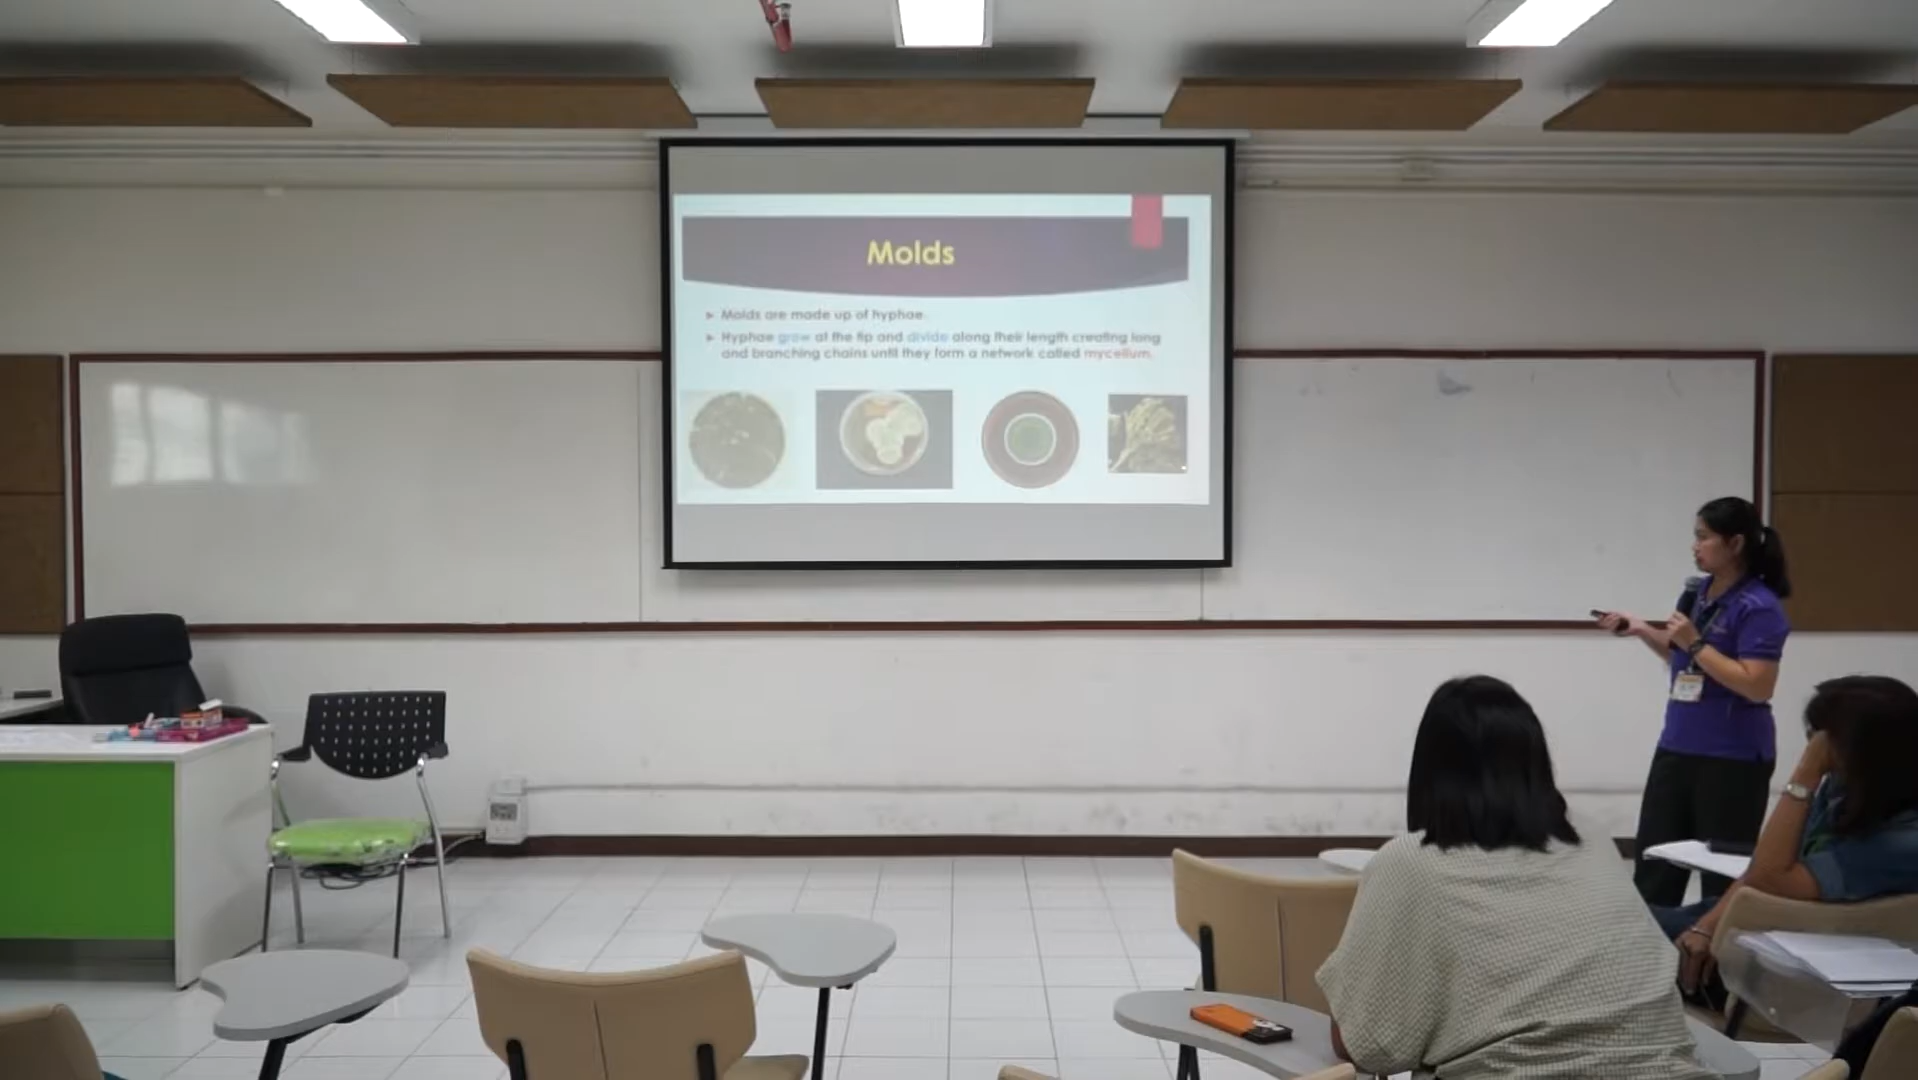 Molds
Molds are made up of hyphae.
Hyphae grow at the tip and divide along their length creating long
and branching chains until they form a network called mycelium.